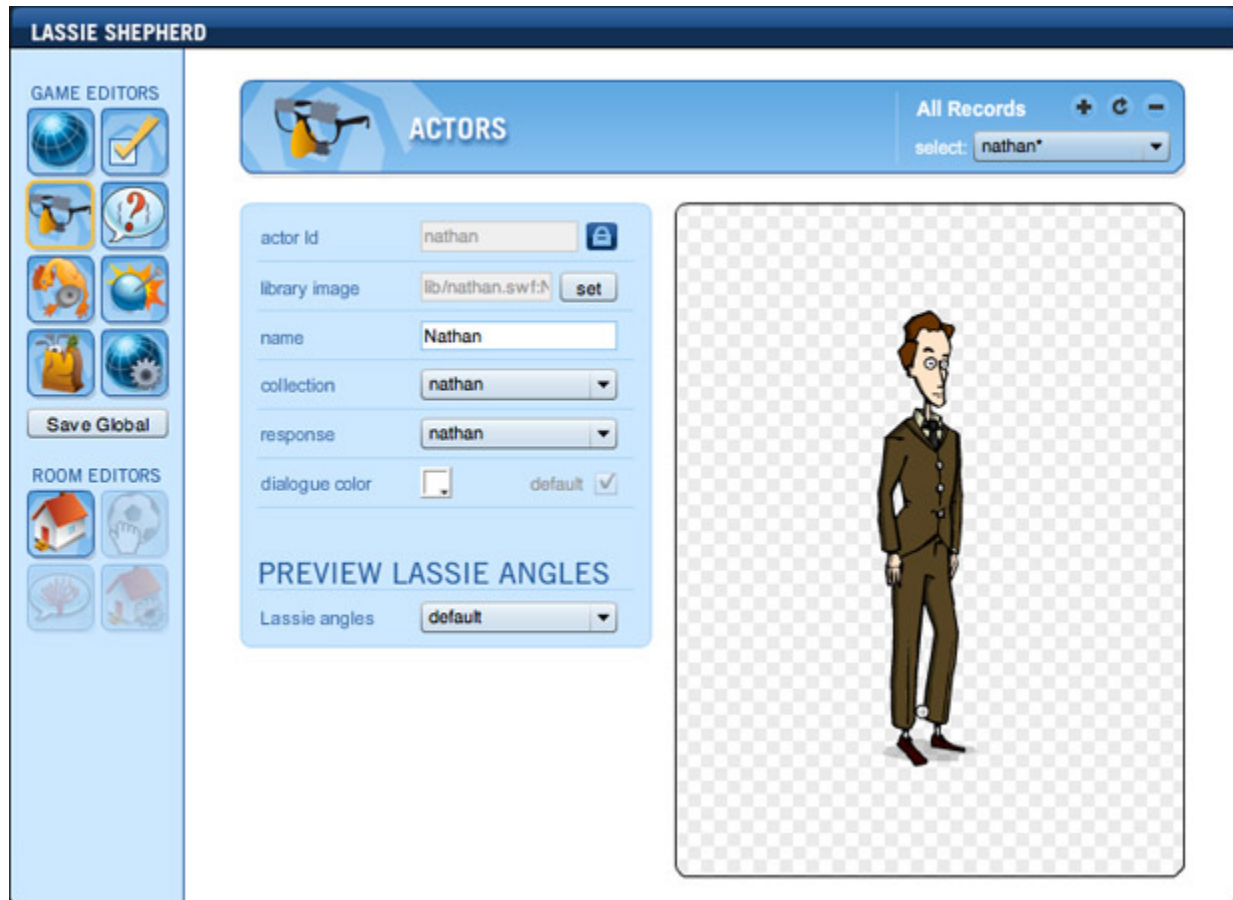 LASSIE SHEPHERD
GAME EDITORS
Save Global
ROOM EDITORS
ACTORS
All Records
select: nathan*
actor Id nathan
library image lib/nathan.swf:N set
name Nathan
collection nathan
response nathan
dialogue color default
PREVIEW LASSIE ANGLES
Lassie angles default